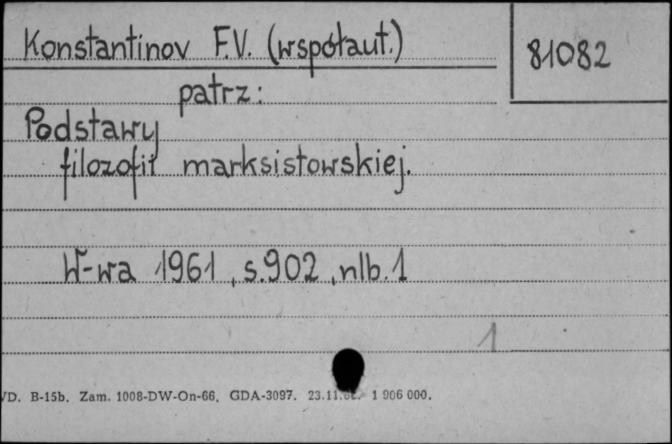 Konstantinov F.V. (współaut.)
81082
patrz:
Podstawy
filozofii marksistowskiej.
W-wa 1961, s.902, nlb.1
1
VD. B-15b. Zam. 1008-DW-On-66. GDA-3097. 23.11. 1 906 000.